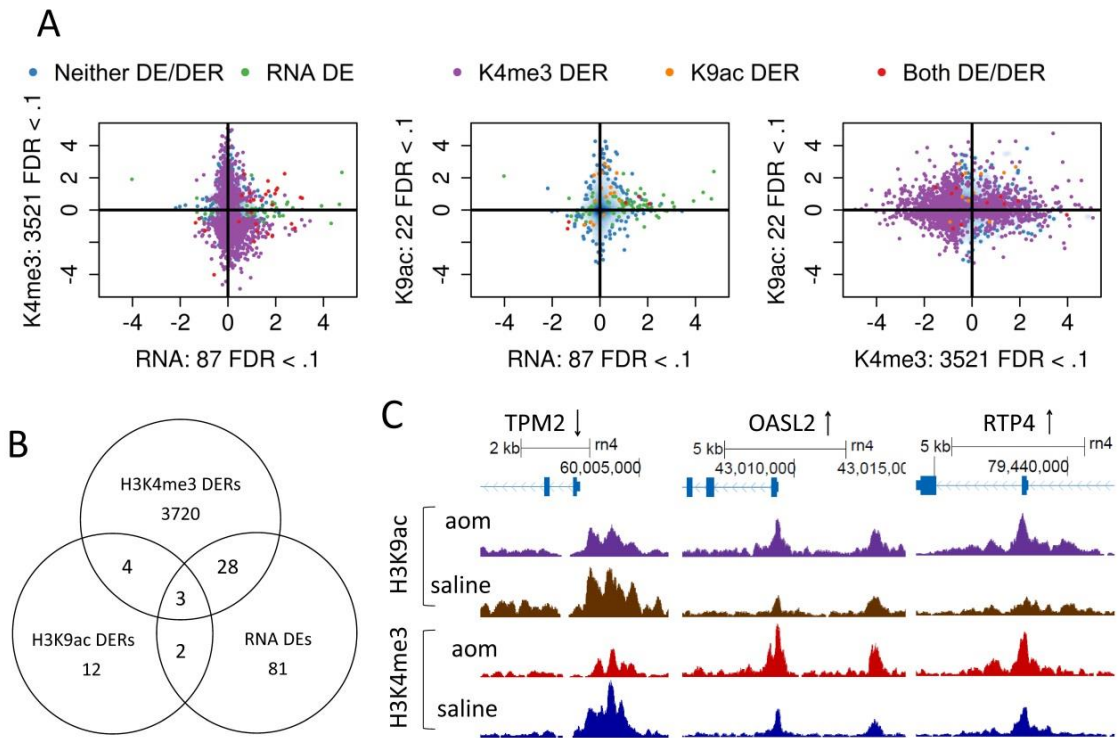 A
Neither DE/DER RNA DE K4me3 DER K9ac DER Both DE/DER
K4me3: 3521 FDR < .1
4
2
0
-4
-4 -2 0 2 4
RNA: 87 FDR < .1
K9ac: 22 FDR < .1
4
2
0
-4
-4 -2 0 2 4
RNA: 87 FDR < .1
K9ac: 22 FDR < .1
4
2
0
-4
-4 -2 0 2 4
K4me3: 3521 FDR < .1
B
H3K4me3 DERs
3720
4
28
3
H3K9ac DERs
12
2
RNA DEs
81
C
TPM2 ↓ OASL2 ↑ RTP4 ↑
2 kb rn4 5 kb rn4 5 kb rn4
60,005,000 43,010,000 43,015,0 79,440,000
H3K9ac
aom
saline
H3K4me3
aom
saline